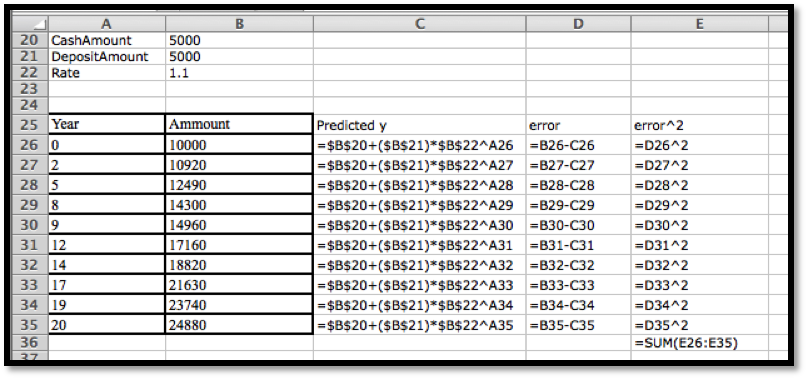 A B C D E
20 CashAmount 5000
21 DepositAmount 5000
22 Rate 1.1
23
24
25 Year Ammount Predicted y error error^2
26 0 10000 =$B$20+($B$21)*$B$22^A26 =B26-C26 =D26^2
27 2 10920 =$B$20+($B$21)*$B$22^A27 =B27-C27 =D27^2
28 5 12490 =$B$20+($B$21)*$B$22^A28 =B28-C28 =D28^2
29 8 14300 =$B$20+($B$21)*$B$22^A29 =B29-C29 =D29^2
30 9 14960 =$B$20+($B$21)*$B$22^A30 =B30-C30 =D30^2
31 12 17160 =$B$20+($B$21)*$B$22^A31 =B31-C31 =D31^2
32 14 18820 =$B$20+($B$21)*$B$22^A32 =B32-C32 =D32^2
33 17 21630 =$B$20+($B$21)*$B$22^A33 =B33-C33 =D33^2
34 19 23740 =$B$20+($B$21)*$B$22^A34 =B34-C34 =D34^2
35 20 24880 =$B$20+($B$21)*$B$22^A35 =B35-C35 =D35^2
36 =SUM(E26:E35)
37